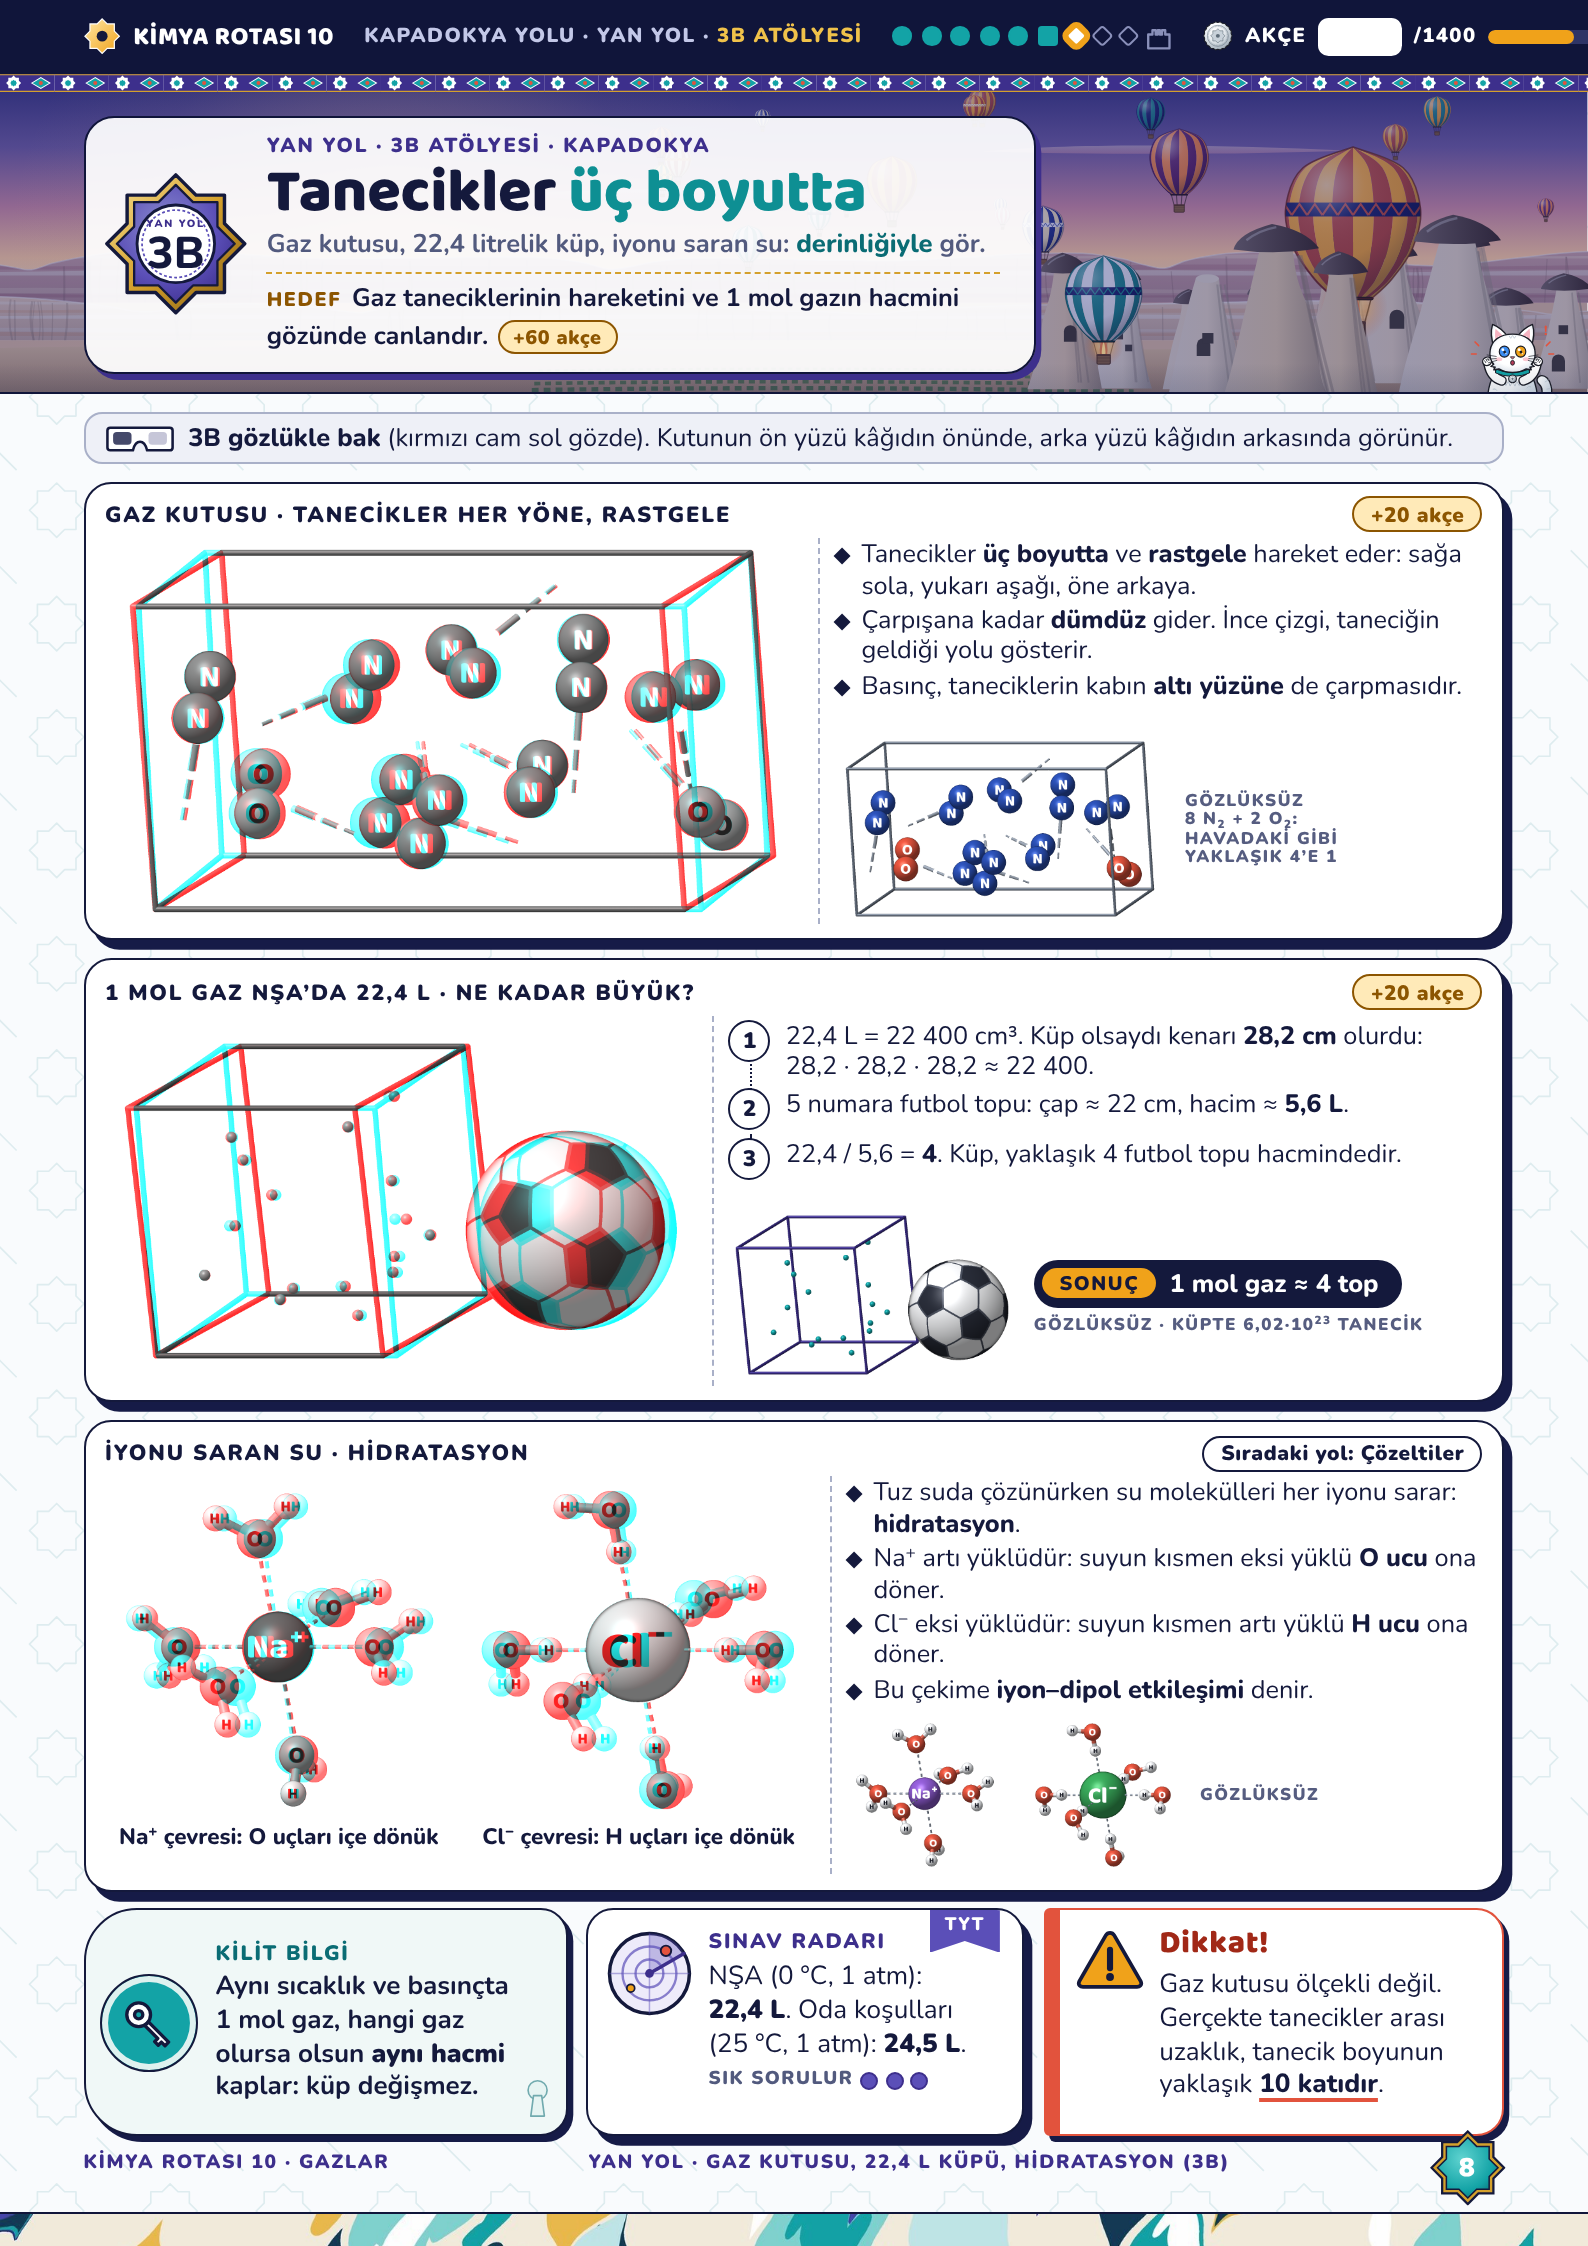 KİMYA ROTASI 10
KAPADOKYA YOLU · YAN YOL · 3B ATÖLYESİ
AKÇE
/1400
YAN YOL
3B
YAN YOL · 3B ATÖLYESİ · KAPADOKYA
Tanecikler üç boyutta
Gaz kutusu, 22,4 litrelik küp, iyonu saran su: derinliğiyle gör.
HEDEF Gaz taneciklerinin hareketini ve 1 mol gazın hacmini
gözünde canlandır. +60 akçe
3B gözlükle bak (kırmızı cam sol gözde). Kutunun ön yüzü kâğıdın önünde, arka yüzü kâğıdın arkasında görünür.
GAZ KUTUSU · TANECİKLER HER YÖNE, RASTGELE
+20 akçe
N N N N N N N N N N N N N N N N
O O O O
◆ Tanecikler üç boyutta ve rastgele hareket eder: sağa
sola, yukarı aşağı, öne arkaya.
◆ Çarpışana kadar dümdüz gider. İnce çizgi, taneciğin
geldiği yolu gösterir.
◆ Basınç, taneciklerin kabın altı yüzüne de çarpmasıdır.
N N N N N N N N N N N N N N N N
O O O O
GÖZLÜKSÜZ
8 N₂ + 2 O₂:
HAVADAKİ GİBİ
YAKLAŞIK 4’E 1
1 MOL GAZ NŞA’DA 22,4 L · NE KADAR BÜYÜK?
+20 akçe
1 22,4 L = 22 400 cm³. Küp olsaydı kenarı 28,2 cm olurdu:
28,2 · 28,2 · 28,2 ≈ 22 400.
2 5 numara futbol topu: çap ≈ 22 cm, hacim ≈ 5,6 L.
3 22,4 / 5,6 = 4. Küp, yaklaşık 4 futbol topu hacmindedir.
SONUÇ 1 mol gaz ≈ 4 top
GÖZLÜKSÜZ · KÜPTE 6,02·10²³ TANECİK
İYONU SARAN SU · HİDRATASYON
Sıradaki yol: Çözeltiler
Na⁺
O O O O O O
H H H H H H H H H H H H
Cl⁻
O O O O O O
H H H H H H H H H H H H
Na⁺ çevresi: O uçları içe dönük
Cl⁻ çevresi: H uçları içe dönük
◆ Tuz suda çözünürken su molekülleri her iyonu sarar:
hidratasyon.
◆ Na⁺ artı yüklüdür: suyun kısmen eksi yüklü O ucu ona
döner.
◆ Cl⁻ eksi yüklüdür: suyun kısmen artı yüklü H ucu ona
döner.
◆ Bu çekime iyon–dipol etkileşimi denir.
Na⁺
Cl⁻
GÖZLÜKSÜZ
KİLİT BİLGİ
Aynı sıcaklık ve basınçta
1 mol gaz, hangi gaz
olursa olsun aynı hacmi
kaplar: küp değişmez.
TYT
SINAV RADARI
NŞA (0 °C, 1 atm):
22,4 L. Oda koşulları
(25 °C, 1 atm): 24,5 L.
SIK SORULUR
Dikkat!
Gaz kutusu ölçekli değil.
Gerçekte tanecikler arası
uzaklık, tanecik boyunun
yaklaşık 10 katıdır.
KİMYA ROTASI 10 · GAZLAR
YAN YOL · GAZ KUTUSU, 22,4 L KÜPÜ, HİDRATASYON (3B)
8